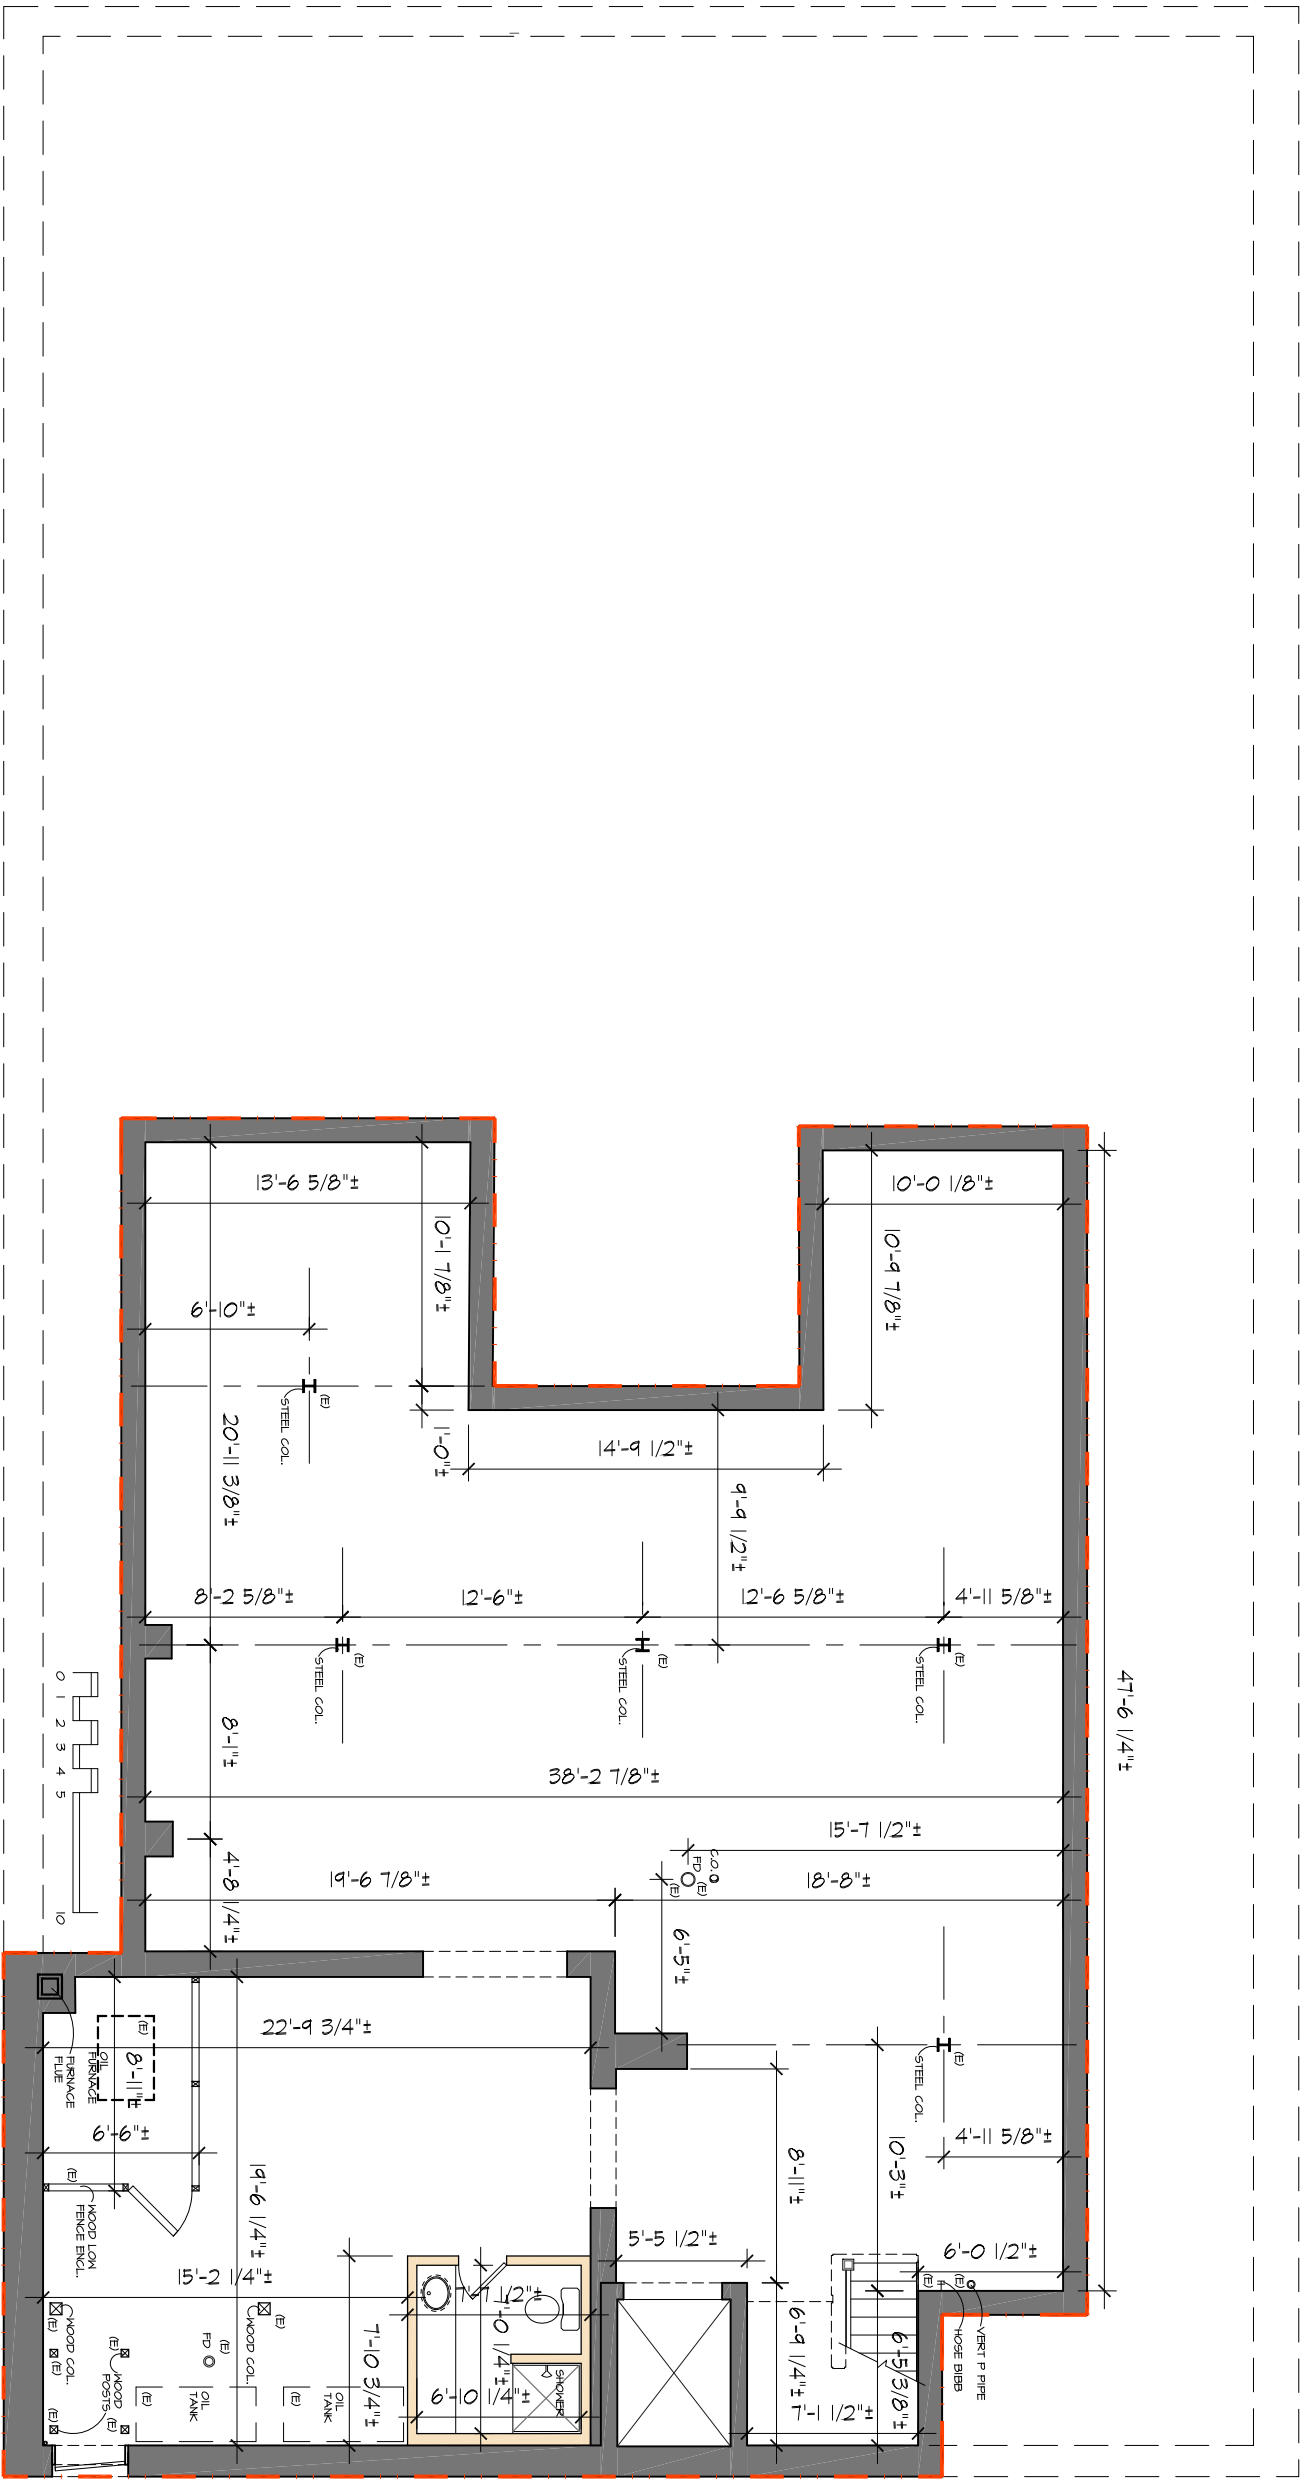 13'-6 5/8"±
10'-0 1/8"±
10'-1 7/8"±
10'-9 7/8"±
6'-10"±
(E)
STEEL COL.
20'-11 3/8"±
1'-0"±
14'-9 1/2"±
9'-9 1/2"±
8'-2 5/8"±
12'-6"±
12'-6 5/8"±
4'-11 5/8"±
(E)
STEEL COL.
(E)
STEEL COL.
(E)
STEEL COL.
47'-6 1/4"±
0
1
2
3
4
5
10
8'-1"±
38'-2 7/8"±
15'-7 1/2"±
C.O.
FD
(E)
(E)
19'-6 7/8"±
18'-8"±
4'-8 1/4"±
6'-5"±
22'-9 3/4"±
(E)
OIL
FURNACE
FURNACE
FLUE
8'-11"±
6'-6"±
(E)
STEEL COL.
4'-11 5/8"±
8'-11"±
10'-3"±
(E)
WOOD LOW
FENCE ENCL.
19'-6 1/4"±
5'-5 1/2"±
6'-0 1/2"±
15'-2 1/4"±
7'-7 1/2"±
(E)
(E)
HOSE BIBB
VERT P PIPE
(E)
WOOD COL.
(E)
WOOD COL.
(E)
FD
(E)
(E)
WOOD
POSTS
(E)
(E)
7'-10 3/4"±
7'-0 1/4"±
6'-9 1/4"±
6'-5 3/8"±
(E)
OIL
TANK
(E)
OIL
TANK
6'-10 1/4"±
SHOWER
7'-1 1/2"±